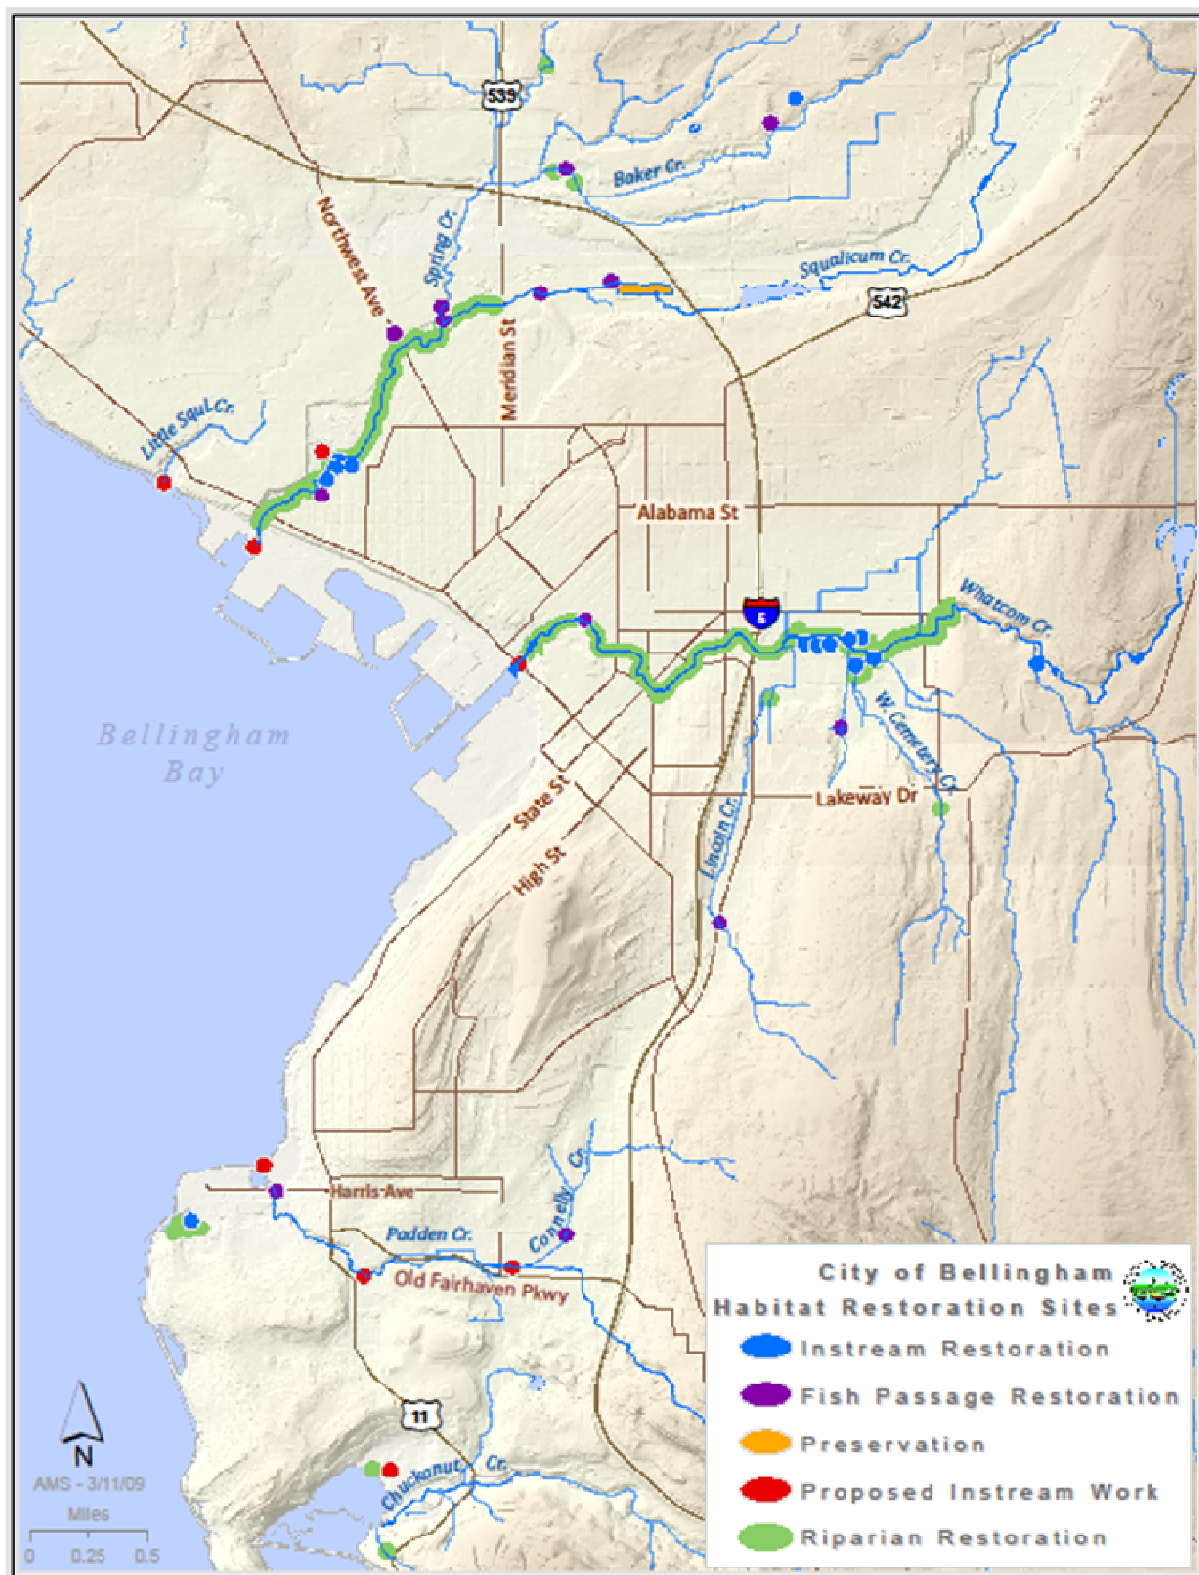 539
Baker Cr.
Northwest Ave
Spring Cr.
Squalicum Cr.
542
Meridian St
Little Squl.Cr.
Alabama St
5
Whatcom Cr.
Bellingham
Bay
W. Cemetery Cr.
State St
Lakeway Dr
Lincoln Cr.
High St
Harris Ave
Connelly Cr.
Padden Cr.
Old Fairhaven Pkwy
11
Chuckanut Cr.
N
AMS - 3/11/09
Miles
0 0.25 0.5
City of Bellingham
Habitat Restoration Sites
Instream Restoration
Fish Passage Restoration
Preservation
Proposed Instream Work
Riparian Restoration